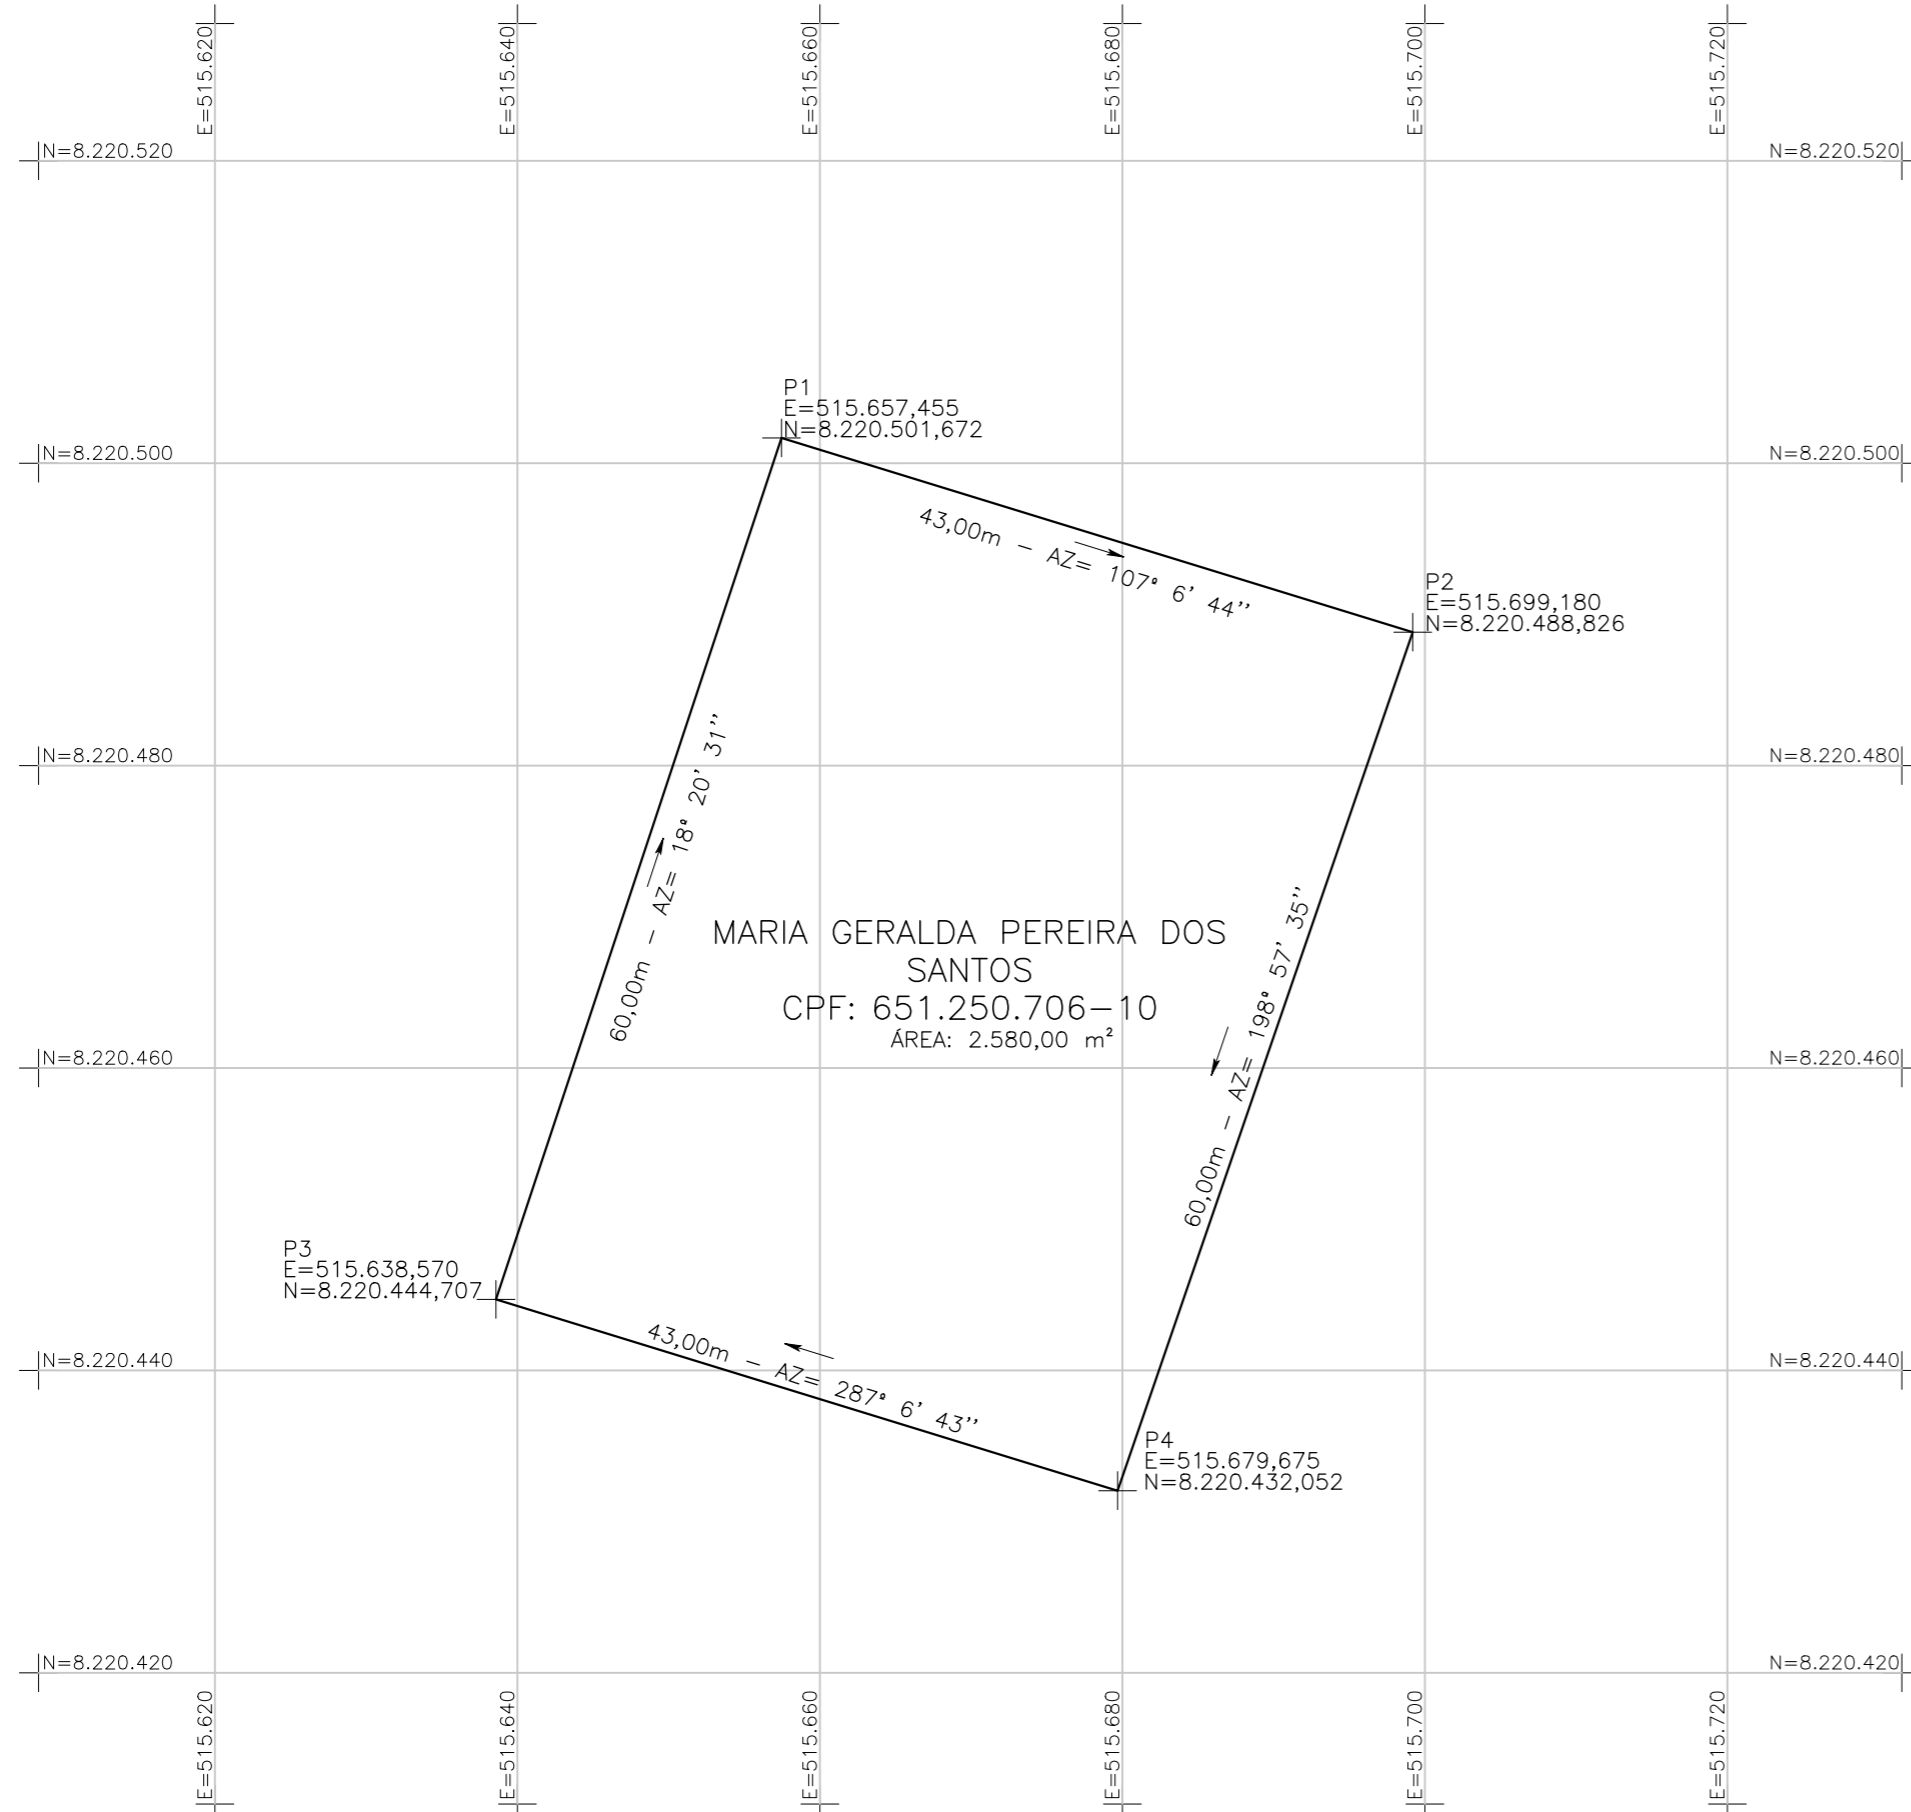 E=515.620
E=515.640
E=515.660
E=515.680
E=515.700
E=515.720
N=8.220.520
N=8.220.520
P1
E=515.657,455
N=8.220.501,672
N=8.220.500
N=8.220.500
43,00m - AZ= 107° 6' 44''
P2
E=515.699,180
N=8.220.488,826
N=8.220.480
N=8.220.480
60,00m - AZ= 18° 20' 31''
60,00m - AZ= 198° 57' 35''
MARIA GERALDA PEREIRA DOS
SANTOS
CPF: 651.250.706-10
ÁREA: 2.580,00 m²
N=8.220.460
N=8.220.460
P3
E=515.638,570
N=8.220.444,707
43,00m - AZ= 287° 6' 43''
N=8.220.440
N=8.220.440
P4
E=515.679,675
N=8.220.432,052
N=8.220.420
N=8.220.420
E=515.620
E=515.640
E=515.660
E=515.680
E=515.700
E=515.720